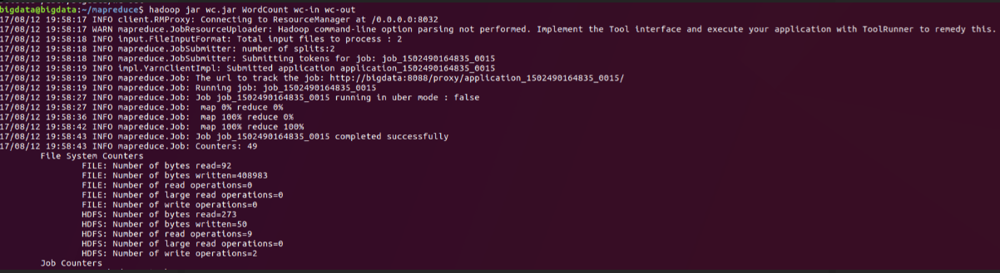 bigdata@bigdata:~/mapreduce$ hadoop jar wc.jar WordCount wc-in wc-out
17/08/12 19:58:17 INFO client.RMProxy: Connecting to ResourceManager at /0.0.0.0:8032
17/08/12 19:58:17 WARN mapreduce.JobResourceUploader: Hadoop command-line option parsing not performed. Implement the Tool interface and execute your application with ToolRunner to remedy this.
17/08/12 19:58:18 INFO input.FileInputFormat: Total input files to process : 2
17/08/12 19:58:18 INFO mapreduce.JobSubmitter: number of splits:2
17/08/12 19:58:18 INFO mapreduce.JobSubmitter: Submitting tokens for job: job_1502490164835_0015
17/08/12 19:58:19 INFO impl.YarnClientImpl: Submitted application application_1502490164835_0015
17/08/12 19:58:19 INFO mapreduce.Job: The url to track the job: http://bigdata:8088/proxy/application_1502490164835_0015/
17/08/12 19:58:19 INFO mapreduce.Job: Running job: job_1502490164835_0015
17/08/12 19:58:27 INFO mapreduce.Job: Job job_1502490164835_0015 running in uber mode : false
17/08/12 19:58:27 INFO mapreduce.Job:  map 0% reduce 0%
17/08/12 19:58:36 INFO mapreduce.Job:  map 100% reduce 0%
17/08/12 19:58:42 INFO mapreduce.Job:  map 100% reduce 100%
17/08/12 19:58:43 INFO mapreduce.Job: Job job_1502490164835_0015 completed successfully
17/08/12 19:58:43 INFO mapreduce.Job: Counters: 49
File System Counters
FILE: Number of bytes read=92
FILE: Number of bytes written=408983
FILE: Number of read operations=0
FILE: Number of large read operations=0
FILE: Number of write operations=0
HDFS: Number of bytes read=273
HDFS: Number of bytes written=50
HDFS: Number of read operations=9
HDFS: Number of large read operations=0
HDFS: Number of write operations=2
Job Counters